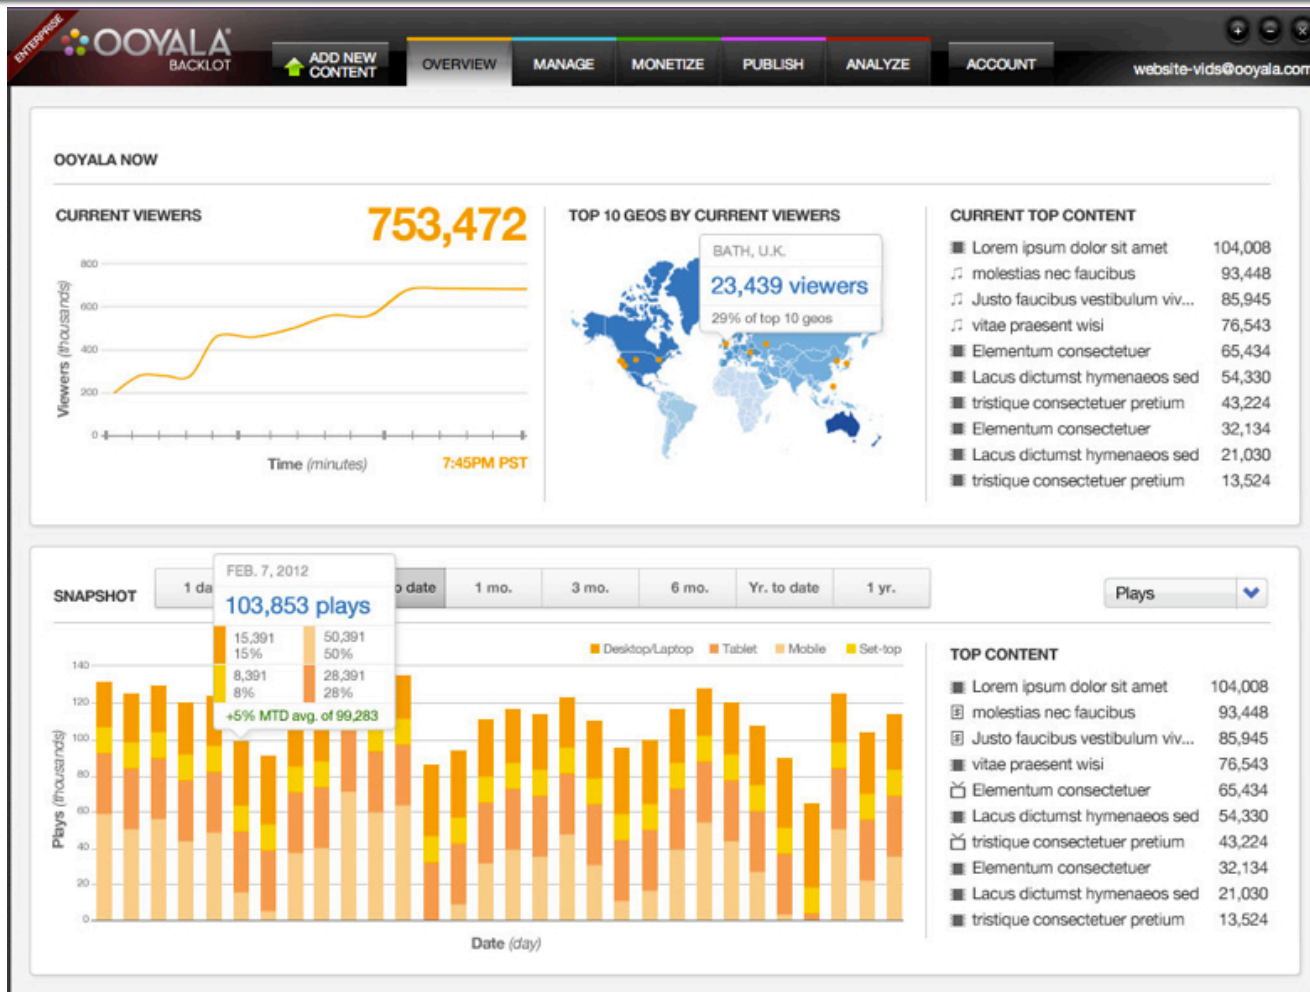 ENTERPRISE
OOYALA
BACKLOT
ADD NEW
CONTENT
OVERVIEW
MANAGE
MONETIZE
PUBLISH
ANALYZE
ACCOUNT
website-vids@ooyala.com
OOYALA NOW
CURRENT VIEWERS
753,472
800
600
400
200
0
Viewers (thousands)
Time (minutes)
7:45PM PST
TOP 10 GEOS BY CURRENT VIEWERS
BATH, U.K.
23,439 viewers
29% of top 10 geos
CURRENT TOP CONTENT
Lorem ipsum dolor sit amet 104,008
molestias nec faucibus 93,448
Justo faucibus vestibulum viv... 85,945
vitae praesent wisi 76,543
Elementum consectetuer 65,434
Lacus dictumst hymenaeos sed 54,330
tristique consectetuer pretium 43,224
Elementum consectetuer 32,134
Lacus dictumst hymenaeos sed 21,030
tristique consectetuer pretium 13,524
SNAPSHOT
1 da
o date
1 mo.
3 mo.
6 mo.
Yr. to date
1 yr.
Plays
FEB. 7, 2012
103,853 plays
15,391 50,391
15% 50%
8,391 28,391
8% 28%
+5% MTD avg. of 99,283
Desktop/Laptop Tablet Mobile Set-top
140
120
100
80
60
40
20
0
Plays (thousands)
Date (day)
TOP CONTENT
Lorem ipsum dolor sit amet 104,008
molestias nec faucibus 93,448
Justo faucibus vestibulum viv... 85,945
vitae praesent wisi 76,543
Elementum consectetuer 65,434
Lacus dictumst hymenaeos sed 54,330
tristique consectetuer pretium 43,224
Elementum consectetuer 32,134
Lacus dictumst hymenaeos sed 21,030
tristique consectetuer pretium 13,524